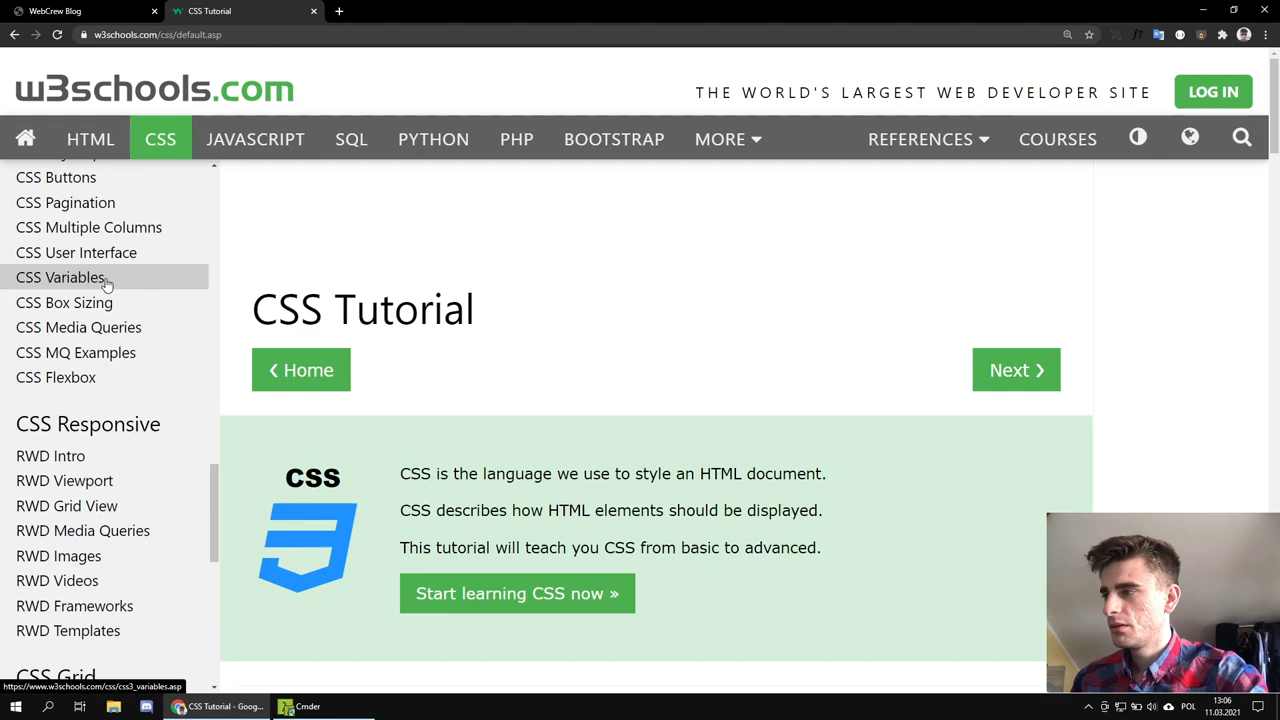 WebCrew Blog
CSS Tutorial
w3schools.com/css/default.asp
w3schools.com
THE WORLD'S LARGEST WEB DEVELOPER SITE
LOG IN
HTML CSS JAVASCRIPT SQL PYTHON PHP BOOTSTRAP MORE REFERENCES COURSES
CSS Buttons
CSS Pagination
CSS Multiple Columns
CSS User Interface
CSS Variables
CSS Box Sizing
CSS Media Queries
CSS MQ Examples
CSS Flexbox
CSS Responsive
RWD Intro
RWD Viewport
RWD Grid View
RWD Media Queries
RWD Images
RWD Videos
RWD Frameworks
RWD Templates
CSS Grid
CSS Tutorial
❮ Home
Next ❯
CSS
CSS is the language we use to style an HTML document.
CSS describes how HTML elements should be displayed.
This tutorial will teach you CSS from basic to advanced.
Start learning CSS now »
https://www.w3schools.com/css/css3_variables.asp
CSS Tutorial - Goog...
Cmder
POL
13:06
11.03.2021